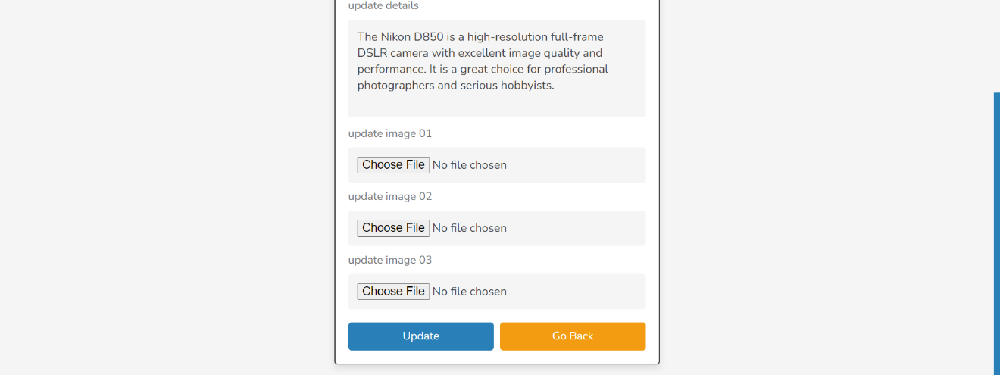 update details
The Nikon D850 is a high-resolution full-frame
DSLR camera with excellent image quality and
performance. It is a great choice for professional
photographers and serious hobbyists.
update image 01
Choose File No file chosen
update image 02
Choose File No file chosen
update image 03
Choose File No file chosen
Update Go Back